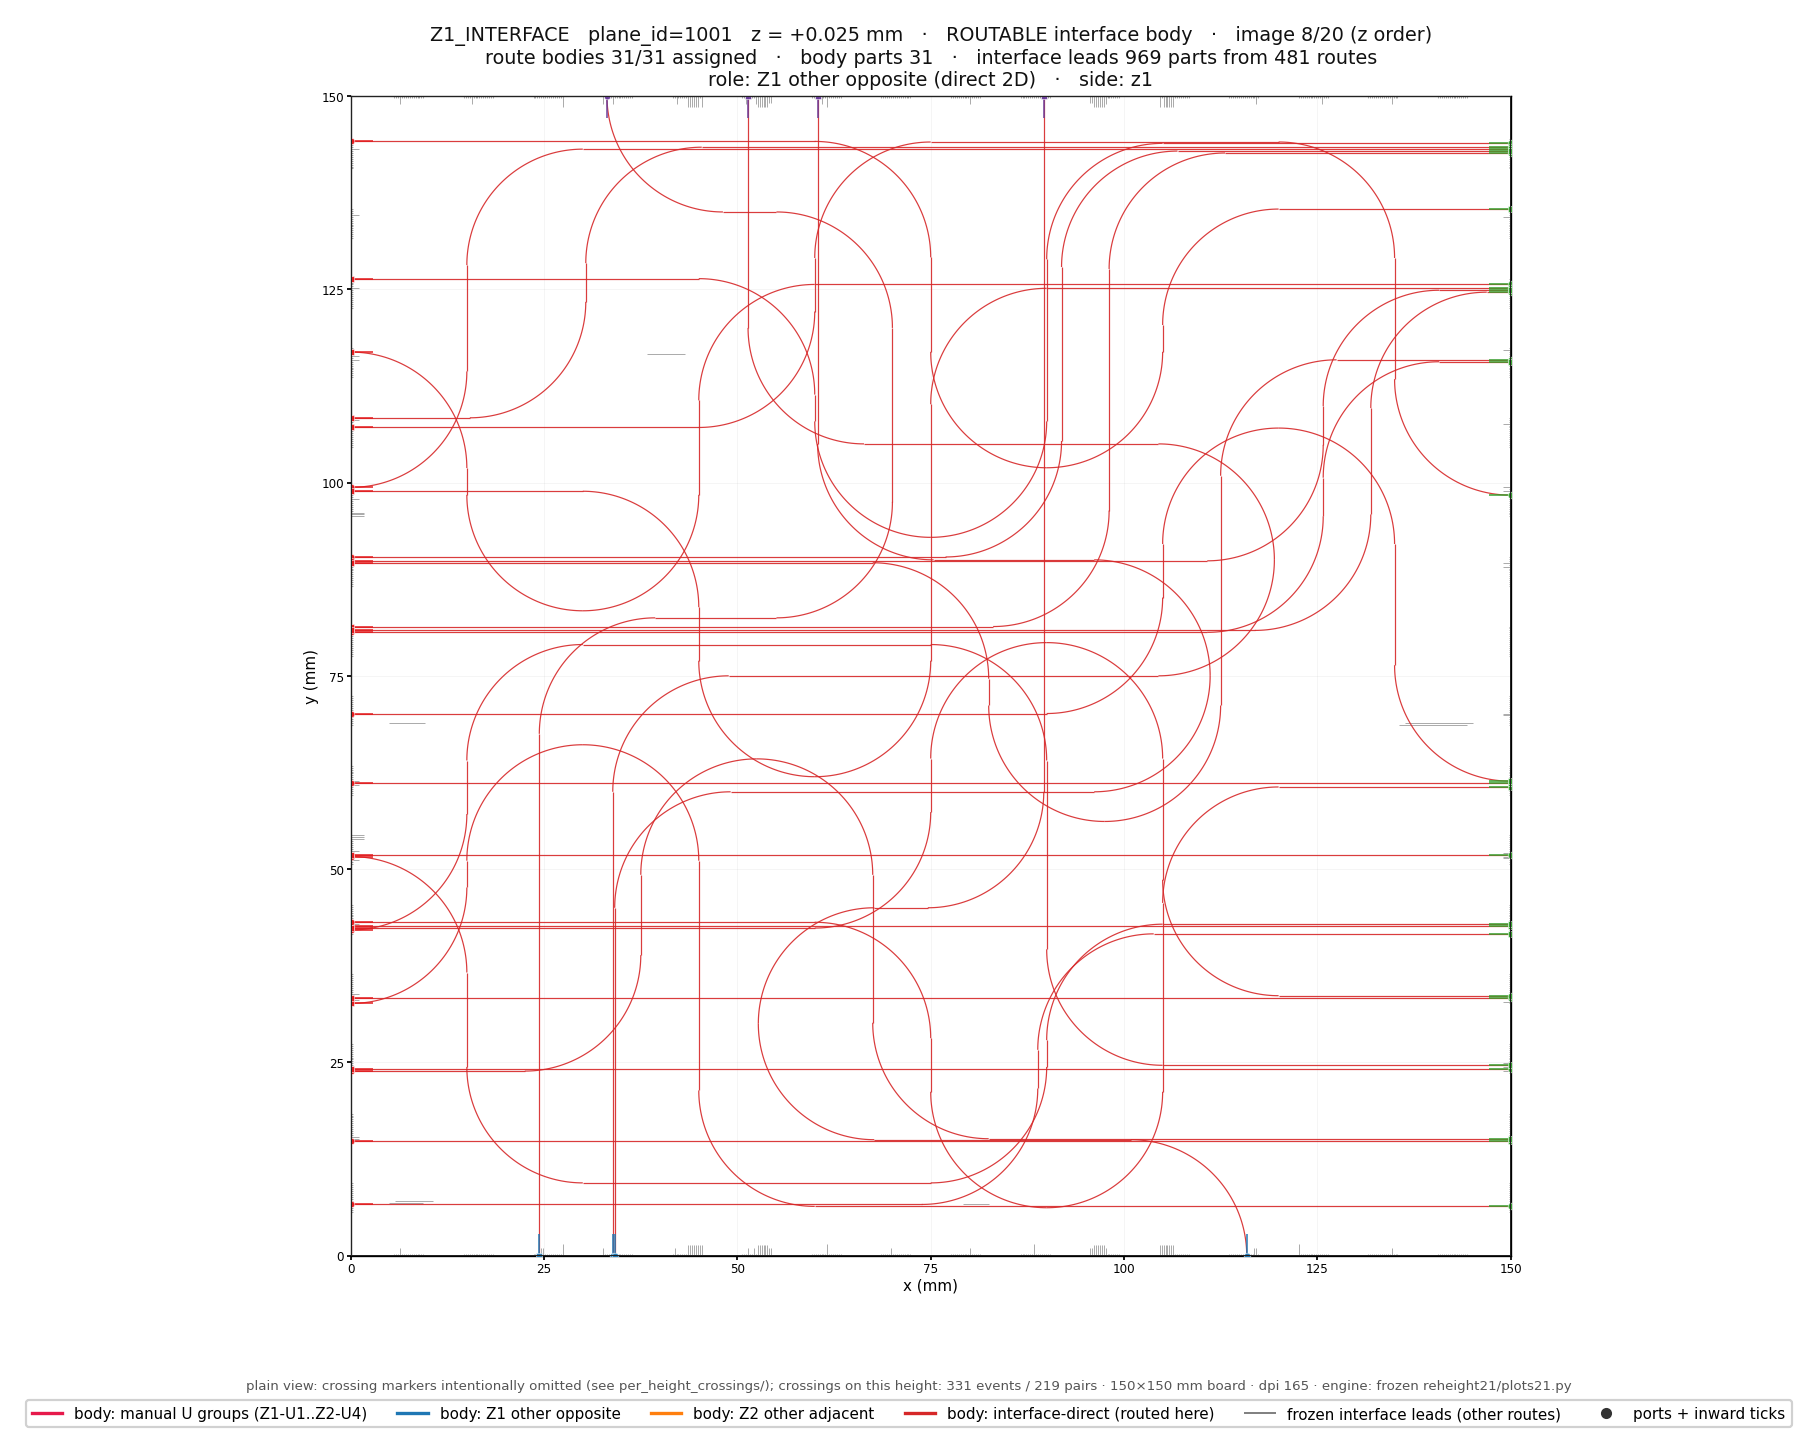 Z1_INTERFACE plane_id=1001 z = +0.025 mm · ROUTABLE interface body · image 8/20 (z order)
route bodies 31/31 assigned · body parts 31 · interface leads 969 parts from 481 routes
role: Z1 other opposite (direct 2D) · side: z1
150
125
100
75
50
25
0
y (mm)
0 25 50 75 100 125 150
x (mm)
plain view: crossing markers intentionally omitted (see per_height_crossings/); crossings on this height: 331 events / 219 pairs · 150×150 mm board · dpi 165 · engine: frozen reheight21/plots21.py
body: manual U groups (Z1-U1..Z2-U4) body: Z1 other opposite body: Z2 other adjacent body: interface-direct (routed here) frozen interface leads (other routes) ports + inward ticks